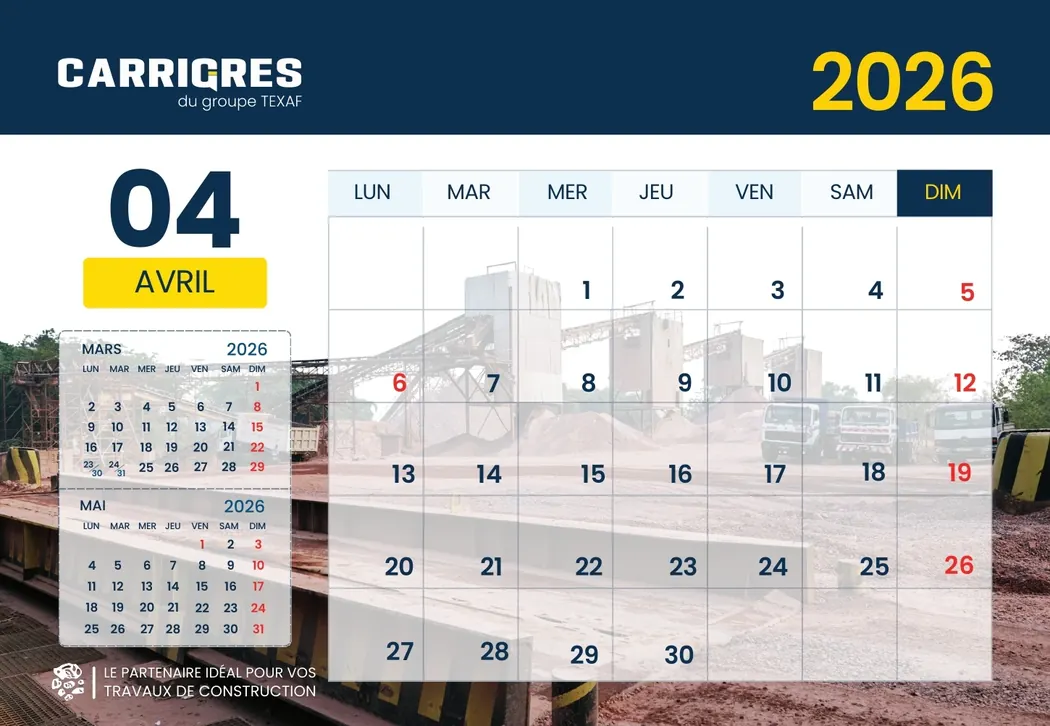 CARRIGRES
du groupe TEXAF
2026
04
AVRIL
LUN MAR MER JEU VEN SAM DIM
1 2 3 4 5
6 7 8 9 10 11 12
13 14 15 16 17 18 19
20 21 22 23 24 25 26
27 28 29 30
MARS 2026
LUN MAR MER JEU VEN SAM DIM
1
2 3 4 5 6 7 8
9 10 11 12 13 14 15
16 17 18 19 20 21 22
23/30 24/31 25 26 27 28 29
MAI 2026
LUN MAR MER JEU VEN SAM DIM
1 2 3
4 5 6 7 8 9 10
11 12 13 14 15 16 17
18 19 20 21 22 23 24
25 26 27 28 29 30 31
LE PARTENAIRE IDÉAL POUR VOS
TRAVAUX DE CONSTRUCTION